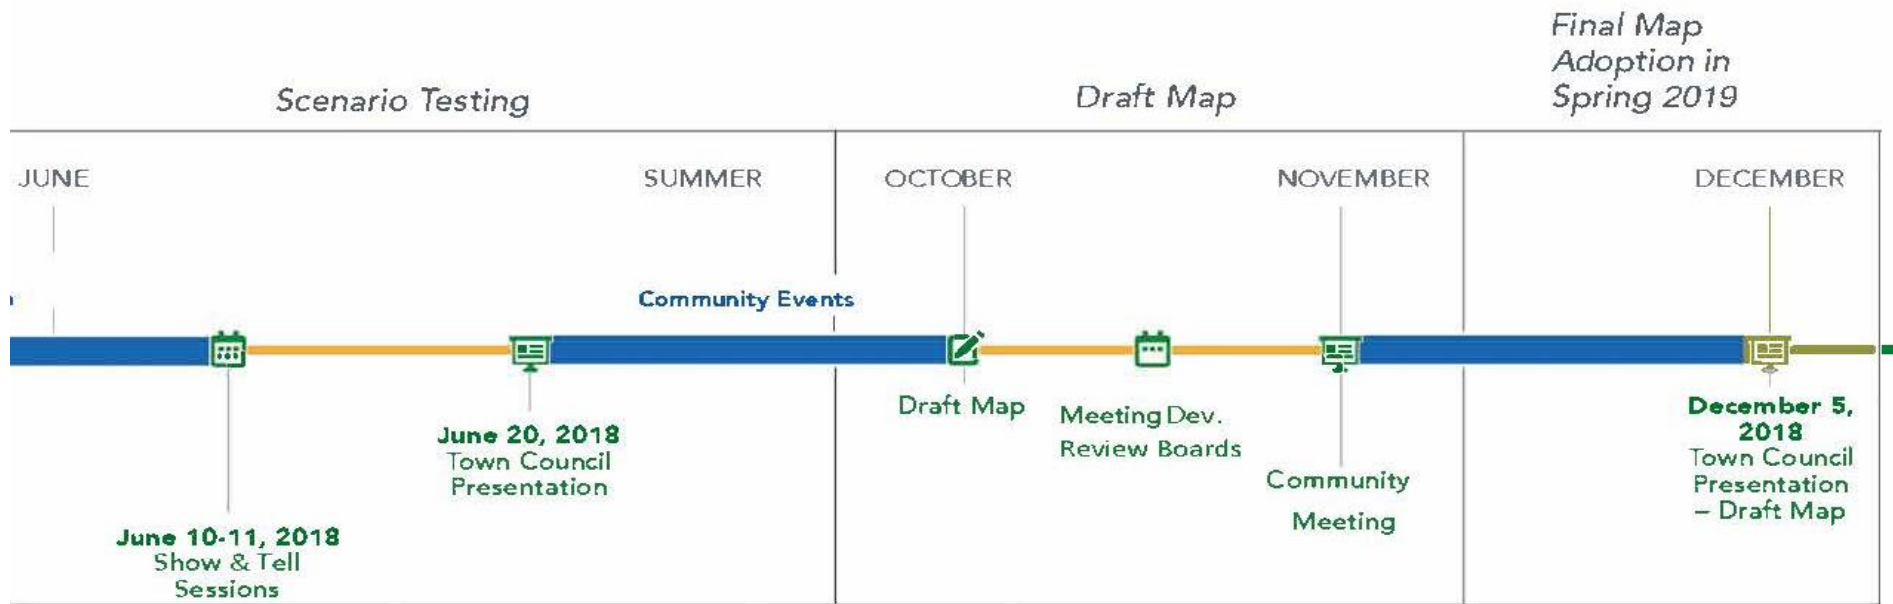 Scenario Testing
Draft Map
Final Map
Adoption in
Spring 2019
JUNE
SUMMER
OCTOBER
NOVEMBER
DECEMBER
Community Events
June 10-11, 2018
Show & Tell
Sessions
June 20, 2018
Town Council
Presentation
Draft Map
Meeting Dev.
Review Boards
Community
Meeting
December 5,
2018
Town Council
Presentation
– Draft Map